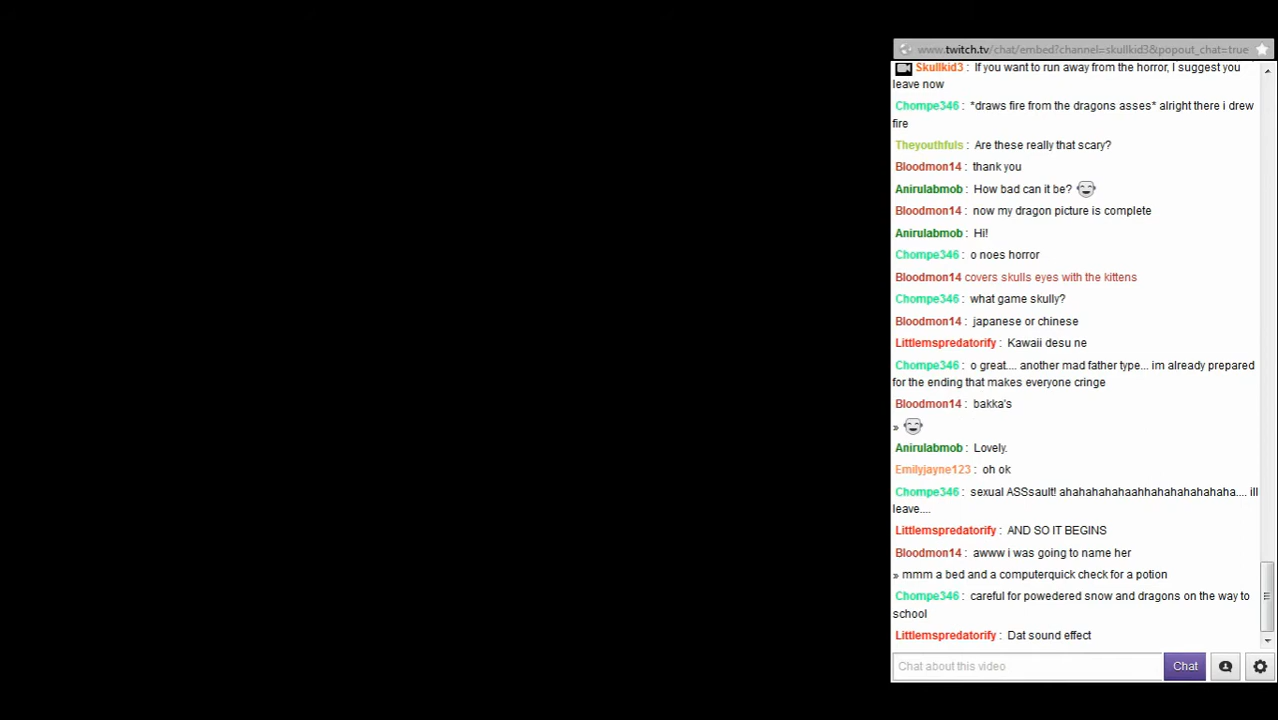 www.twitch.tv/chat/embed?channel=skullkid3&popout_chat=true
Skullkid3 : If you want to run away from the horror, I suggest you
leave now
Chompe346 : *draws fire from the dragons asses* alright there i drew
fire
Theyouthfuls : Are these really that scary?
Bloodmon14 : thank you
Anirulabmob : How bad can it be?
Bloodmon14 : now my dragon picture is complete
Anirulabmob : Hi!
Chompe346 : o noes horror
Bloodmon14 covers skulls eyes with the kittens
Chompe346 : what game skully?
Bloodmon14 : japanese or chinese
Littlemspredatorify : Kawaii desu ne
Chompe346 : o great.... another mad father type... im already prepared
for the ending that makes everyone cringe
Bloodmon14 : bakka's
»
Anirulabmob : Lovely.
Emilyjayne123 : oh ok
Chompe346 : sexual ASSsault! ahahahahahaahhahahahahahaha.... ill
leave....
Littlemspredatorify : AND SO IT BEGINS
Bloodmon14 : awww i was going to name her
» mmm a bed and a computerquick check for a potion
Chompe346 : careful for powedered snow and dragons on the way to
school
Littlemspredatorify : Dat sound effect
Chat about this video Chat